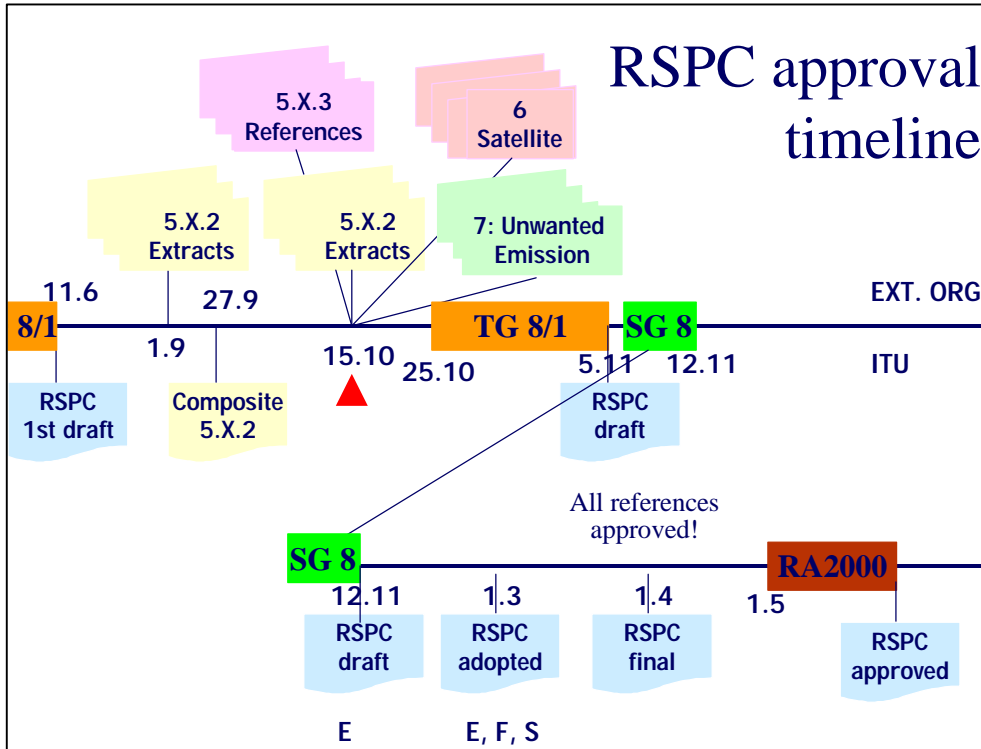 RSPC approval
timeline
5.X.3
References
6
Satellite
5.X.2
Extracts
5.X.2
Extracts
7: Unwanted
Emission
11.6
27.9
EXT. ORG
8/1
TG 8/1
SG 8
1.9
15.10
25.10
5.11
12.11
ITU
RSPC
1st draft
Composite
5.X.2
RSPC
draft
All references
approved!
SG 8
RA2000
12.11
1.3
1.4
1.5
RSPC
draft
RSPC
adopted
RSPC
final
RSPC
approved
E
E, F, S